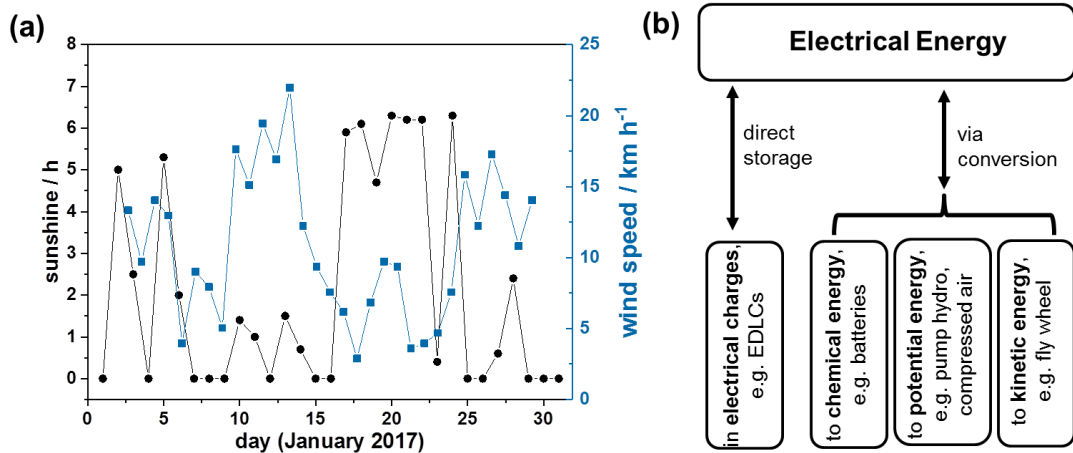 (a)
8
7
6
5
4
3
2
1
0
sunshine / h
0 5 10 15 20 25 30
day (January 2017)
25
20
15
10
5
0
wind speed / km h⁻¹
(b)
Electrical Energy
direct
storage
via
conversion
in electrical charges,
e.g. EDLCs
to chemical energy,
e.g. batteries
to potential energy,
e.g. pump hydro,
compressed air
to kinetic energy,
e.g. fly wheel